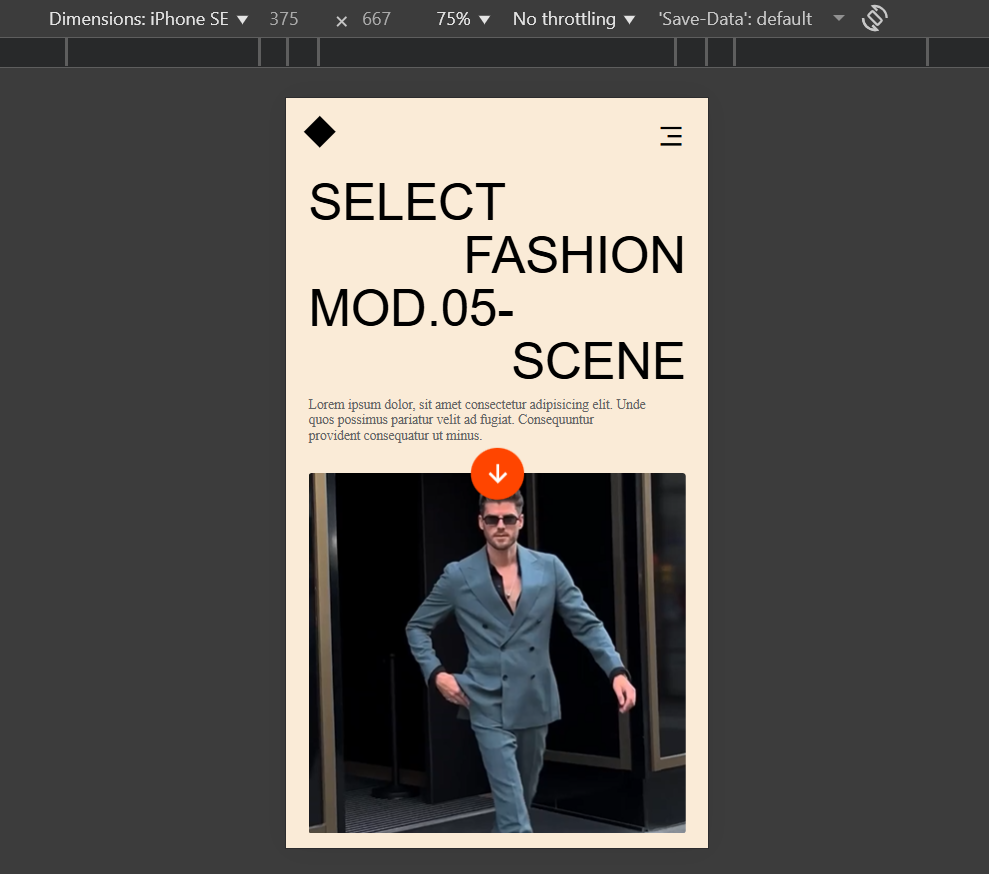 Dimensions: iPhone SE 375 × 667 75% No throttling 'Save-Data': default
SELECT
FASHION
MOD.05-
SCENE
Lorem ipsum dolor, sit amet consectetur adipisicing elit. Unde
quos possimus pariatur velit ad fugiat. Consequuntur
provident consequatur ut minus.